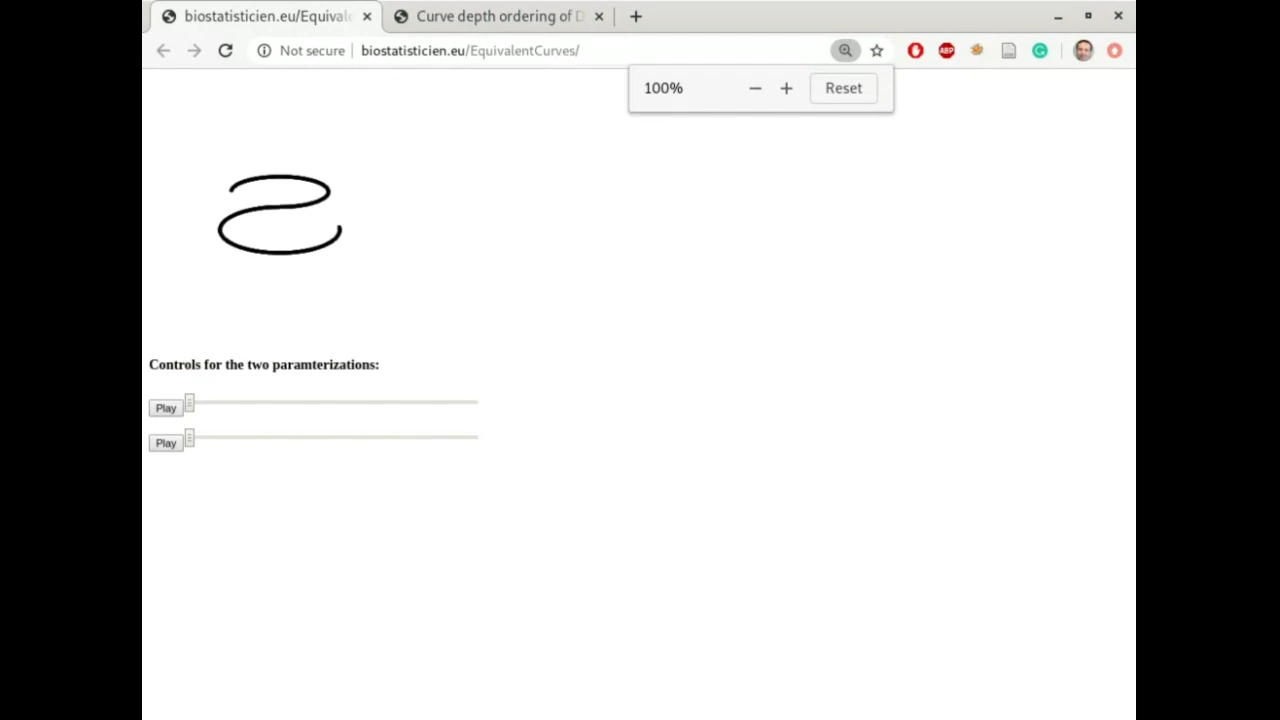 biostatisticien.eu/Equival
Curve depth ordering of D
Not secure
biostatisticien.eu/EquivalentCurves/
ABP
100%
Reset
Controls for the two paramterizations:
Play
Play